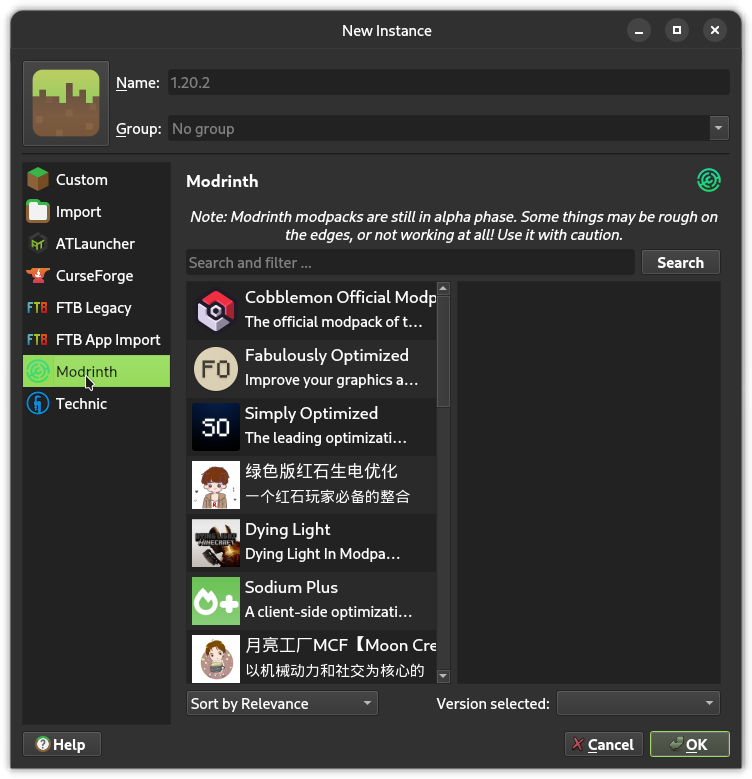 New Instance
Name: 1.20.2
Group: No group
Custom
Import
ATLauncher
CurseForge
FTB Legacy
FTB App Import
Modrinth
Technic
Modrinth
Note: Modrinth modpacks are still in alpha phase. Some things may be rough on
the edges, or not working at all! Use it with caution.
Search and filter ...
Search
Cobblemon Official Modp
The official modpack of t...
FO
Fabulously Optimized
Improve your graphics a...
SO
Simply Optimized
The leading optimizati...
绿色版红石生电优化
一个红石玩家必备的整合
DYING LIGHT
MINECRAFT
Dying Light
Dying Light In Modpa...
Sodium Plus
A client-side optimizati...
月亮工厂MCF【Moon Cre
以机械动力和社交为核心的
Sort by Relevance
Version selected:
Help
Cancel
OK